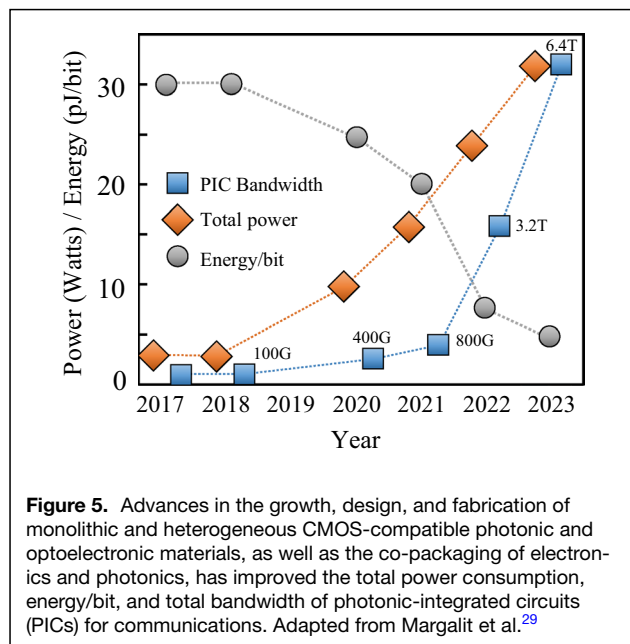 6.4T
30
PIC Bandwidth
Total power
20
3.2T
Energy/bit
10
400G
800G
100G
0
Power (Watts) / Energy (pJ/bit)
2017 2018 2019 2020 2021 2022 2023
Year
Figure 5. Advances in the growth, design, and fabrication of
monolithic and heterogeneous CMOS-compatible photonic and
optoelectronic materials, as well as the co-packaging of electron-
ics and photonics, has improved the total power consumption,
energy/bit, and total bandwidth of photonic-integrated circuits
(PICs) for communications. Adapted from Margalit et al.29